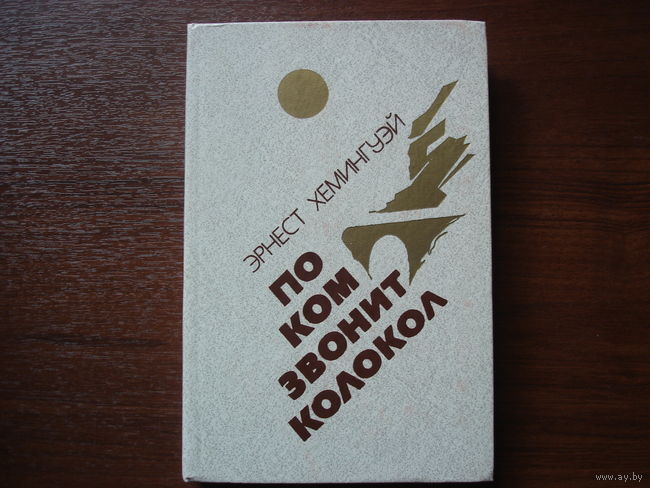 ЭРНЕСТ ХЕМИНГУЭЙ
ПО
КОМ
ЗВОНИТ
КОЛОКОЛ
www.ay.by